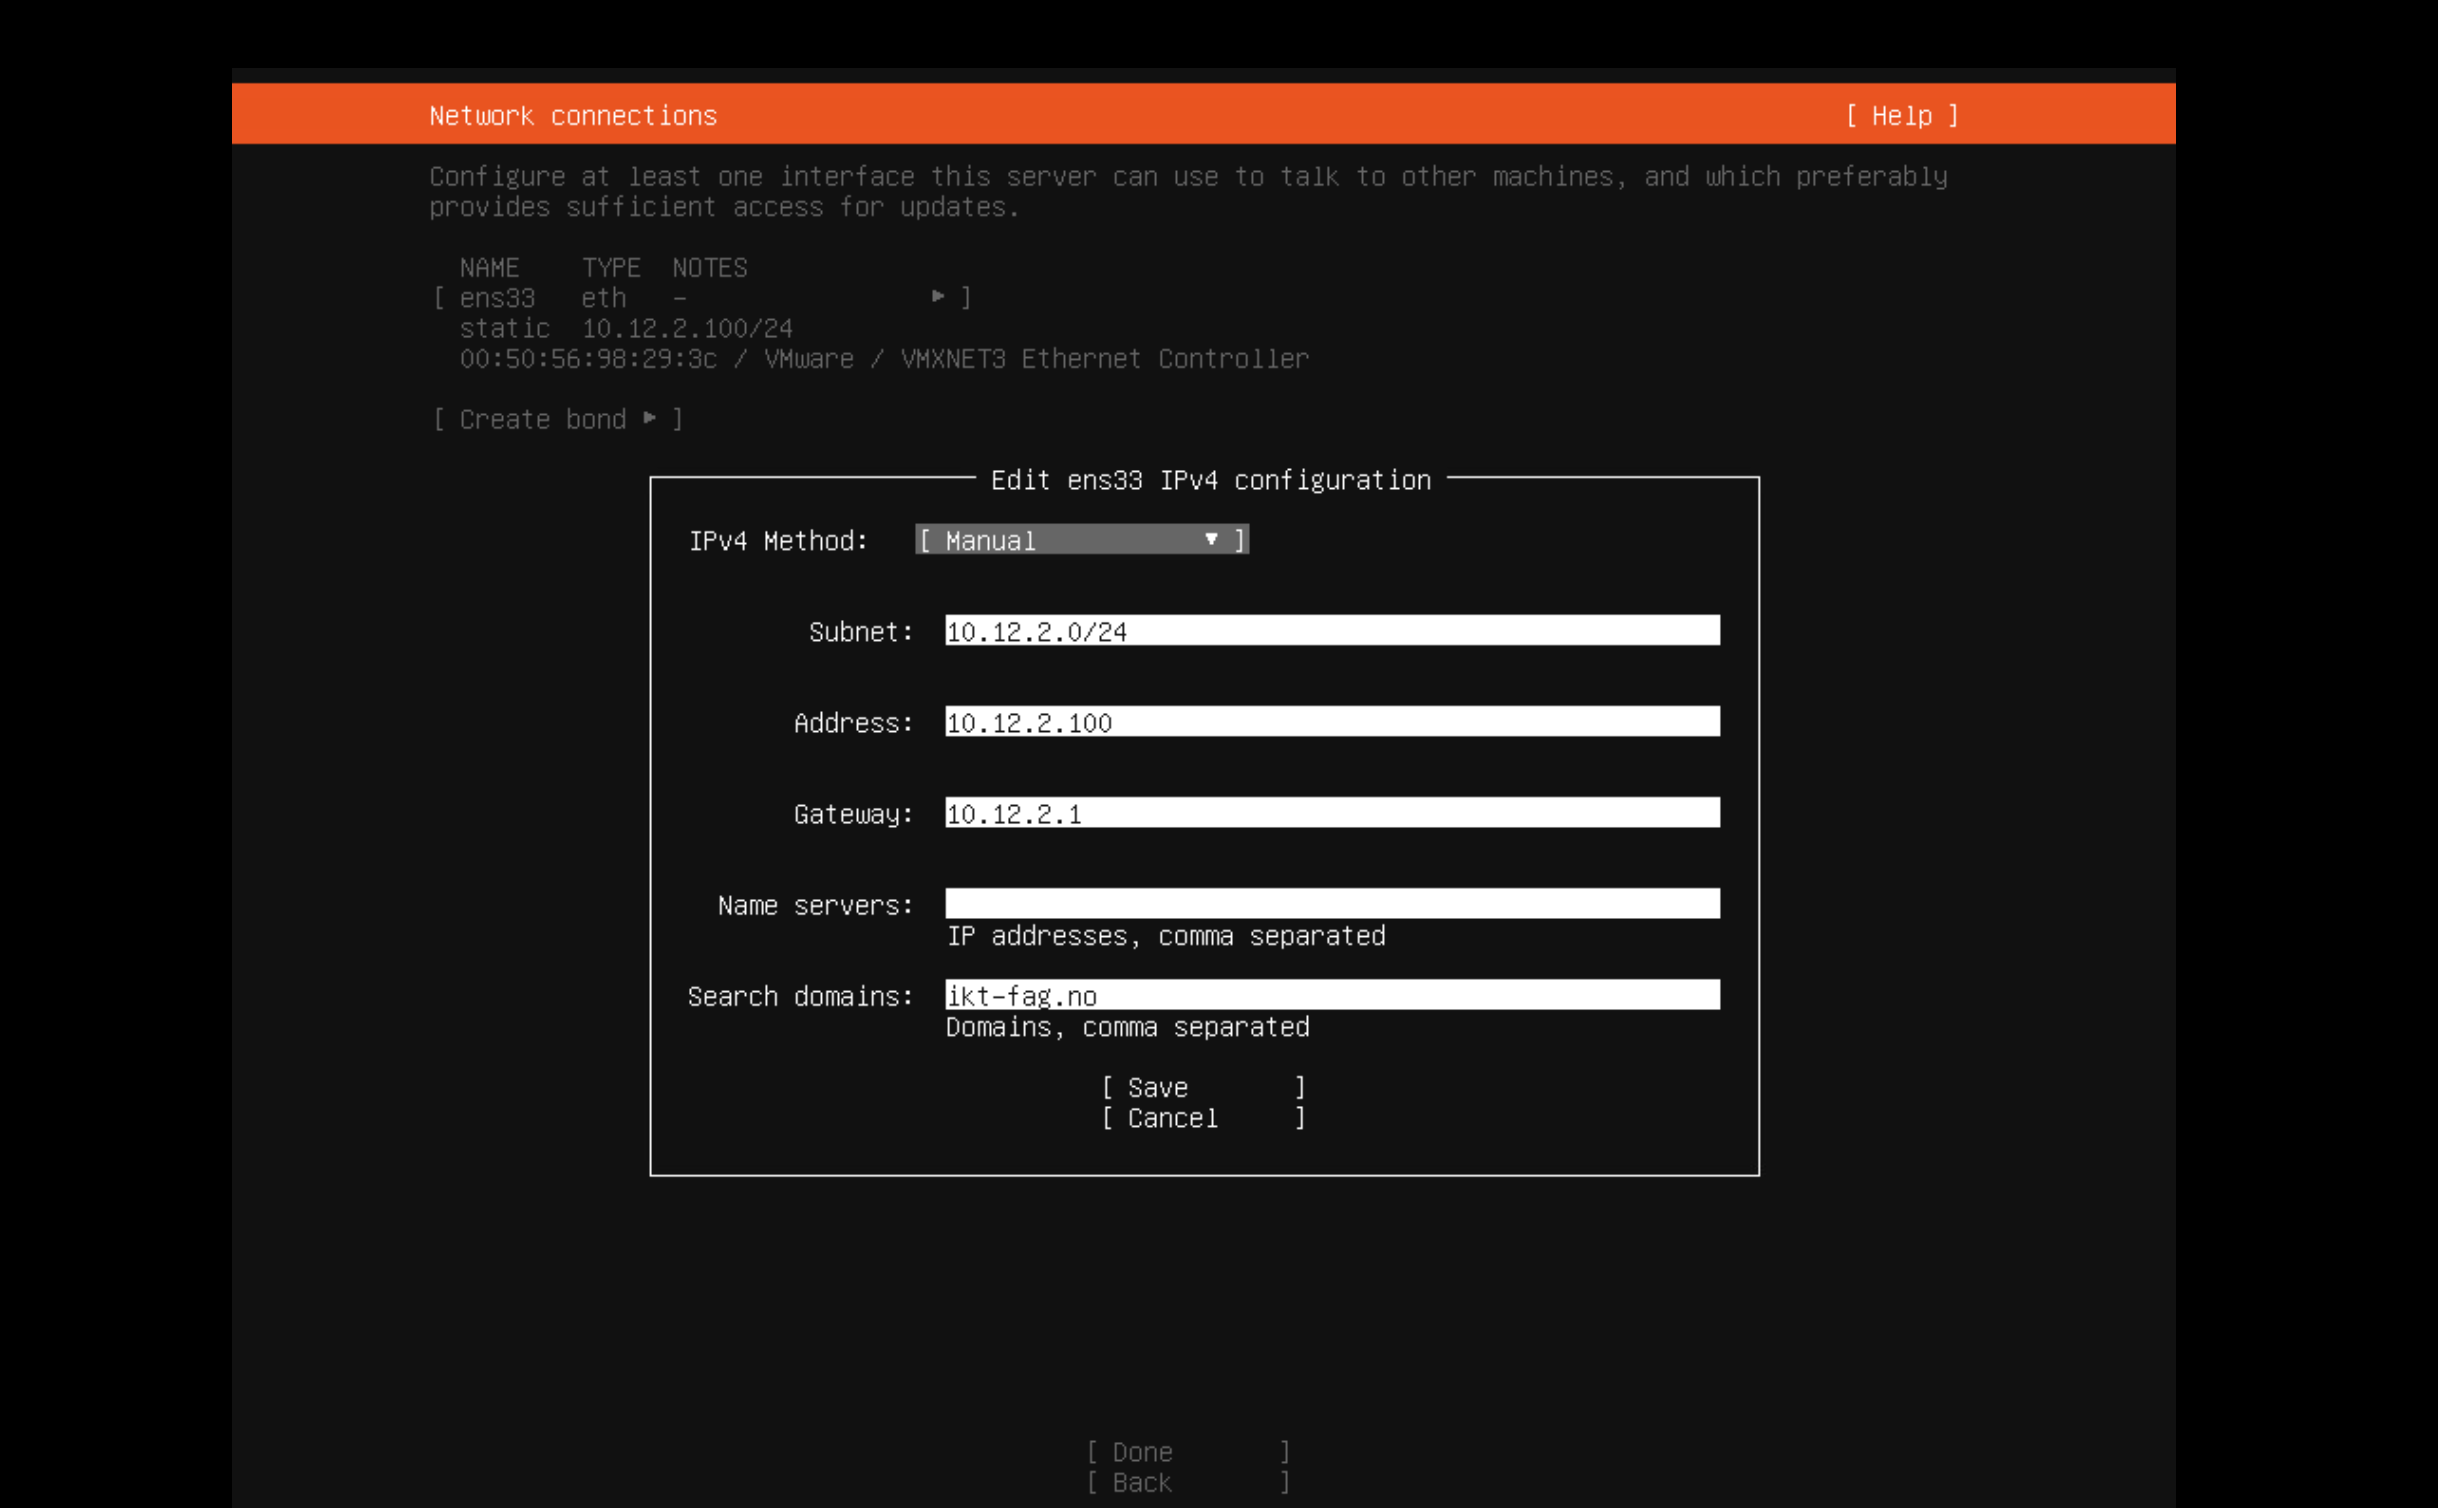 Network connections [ Help ]
Configure at least one interface this server can use to talk to other machines, and which preferably
provides sufficient access for updates.
NAME TYPE NOTES
[ ens33 eth - ▸ ]
static 10.12.2.100/24
00:50:56:98:29:3c / VMware / VMXNET3 Ethernet Controller
[ Create bond ▸ ]
Edit ens33 IPv4 configuration
IPv4 Method: [ Manual ▾ ]
Subnet: 10.12.2.0/24
Address: 10.12.2.100
Gateway: 10.12.2.1
Name servers:
IP addresses, comma separated
Search domains: ikt-fag.no
Domains, comma separated
[ Save ]
[ Cancel ]
[ Done ]
[ Back ]